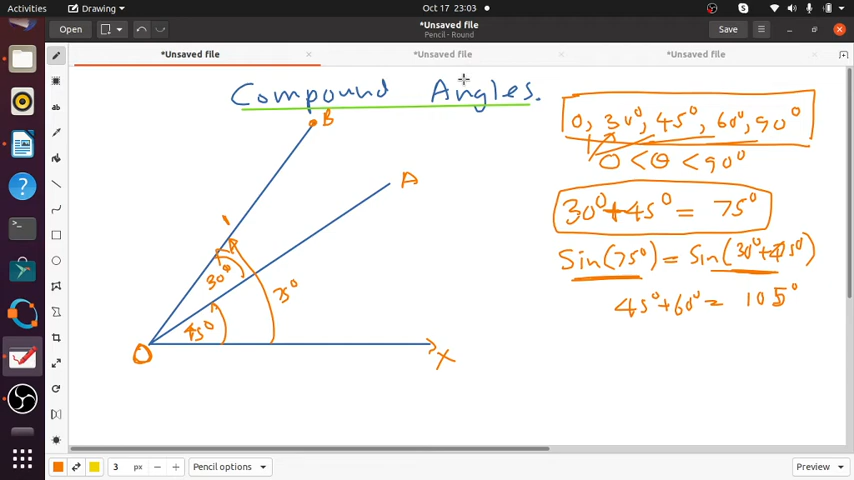 Activities
Drawing
Oct 17 23:03
*Unsaved file
Pencil - Round
Open
Save
*Unsaved file
*Unsaved file
*Unsaved file
Compound Angles.
B
A
1
30°
75°
45°
O
X
0, 30°, 45°, 60°, 90°
0 < θ < 90°
30° + 45° = 75°
Sin(75°) = Sin(30° + 45°)
45° + 60° = 105°
3 px
Pencil options
Preview